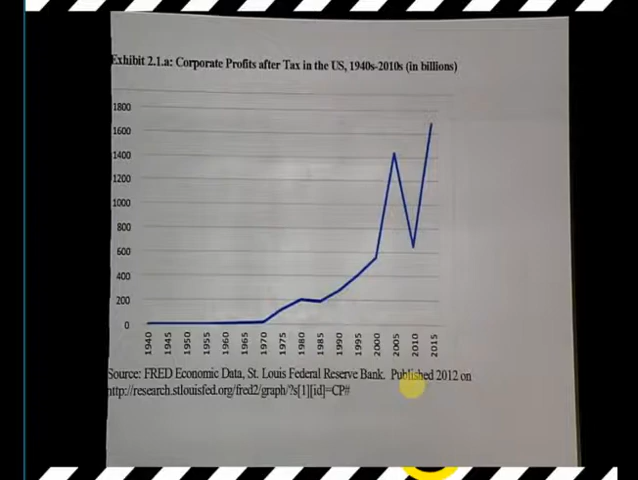 Exhibit 2.1.a: Corporate Profits after Tax in the US, 1940s-2010s (in billions)
1800
1600
1400
1200
1000
800
600
400
200
0
1940 1945 1950 1955 1960 1965 1970 1975 1980 1985 1990 1995 2000 2005 2010 2015
Source: FRED Economic Data, St. Louis Federal Reserve Bank. Published 2012 on
http://research.stlouisfed.org/fred2/graph/?s[1][id]=CP#